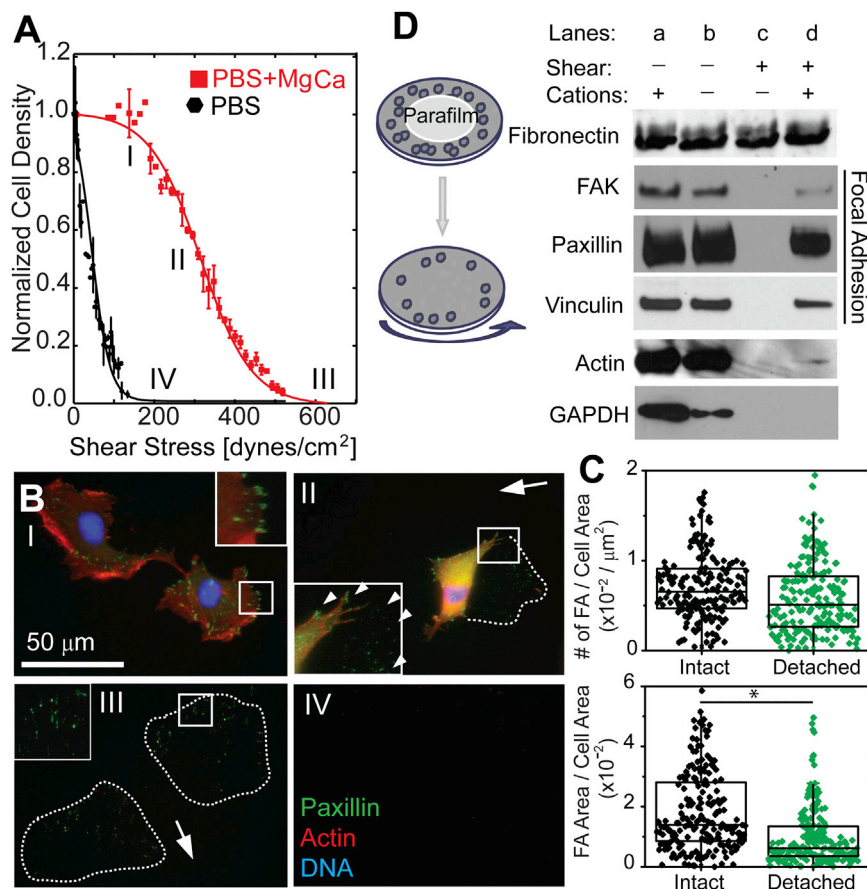 A
1.2
1.0
0.8
0.6
0.4
0.2
0.0
Normalized Cell Density
PBS+MgCa
PBS
I
II
III
IV
0 200 400 600
Shear Stress [dynes/cm²]
D
Parafilm
Lanes: a b c d
Shear: − − + +
Cations: + − − +
Fibronectin
FAK
Paxillin
Vinculin
Actin
GAPDH
Focal Adhesion
B
I
50 μm
II
III
IV
Paxillin
Actin
DNA
C
# of FA / Cell Area
(x10⁻² / μm²)
2
1
0
Intact Detached
FA Area / Cell Area
(x10⁻²)
6
4
2
0
*
Intact Detached